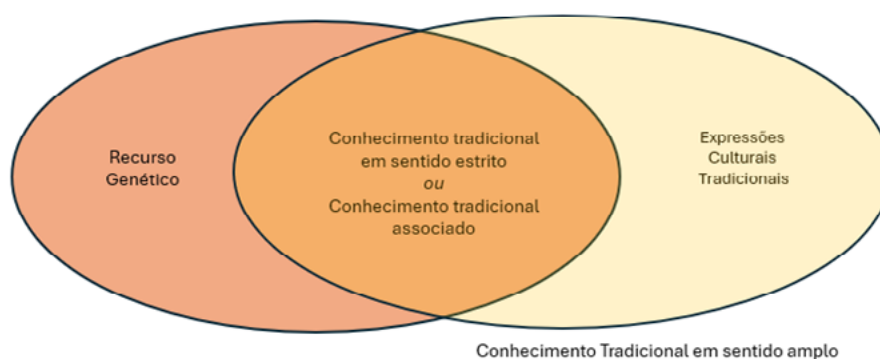 Recurso
Genético
Conhecimento tradicional
em sentido estrito
ou
Conhecimento tradicional
associado
Expressões
Culturais
Tradicionais
Conhecimento Tradicional em sentido amplo